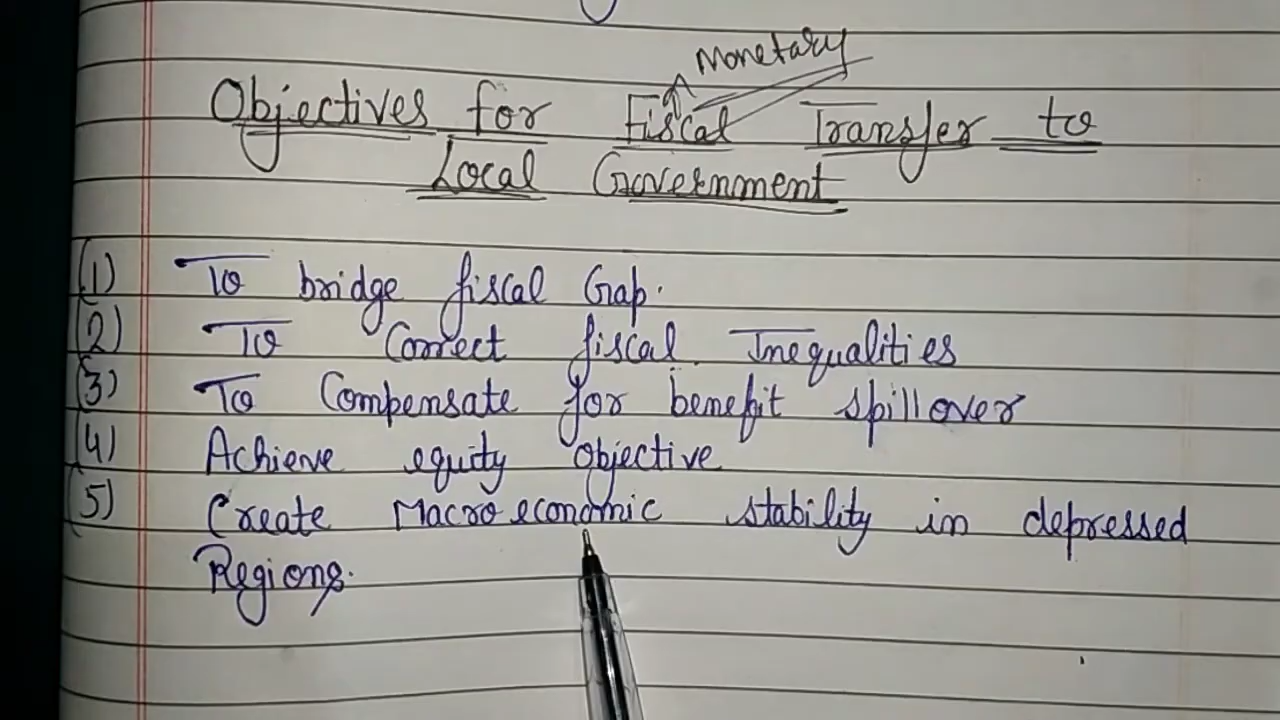 Monetary
Objectives for Fiscal Transfer to
Local Government
(1) To bridge fiscal Gap.
(2) To Correct fiscal Inequalities
(3) To Compensate for benefit spillover
(4) Achieve equity objective
(5) Create Macroeconomic stability in depressed
Regions.